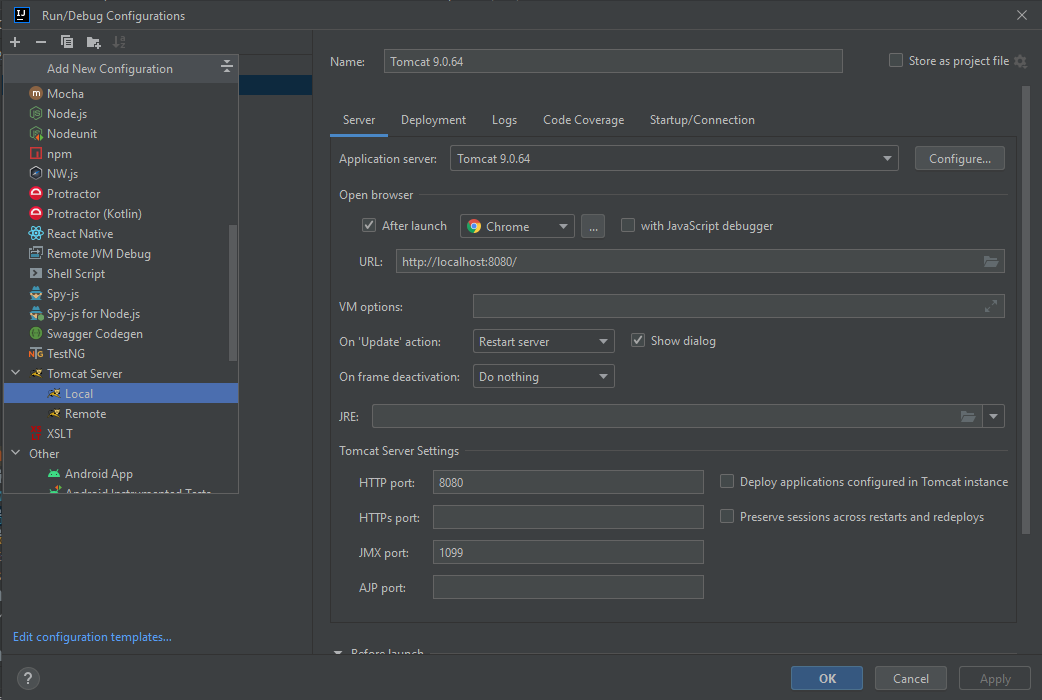 Run/Debug Configurations
Add New Configuration
Mocha
Node.js
Nodeunit
npm
NW.js
Protractor
Protractor (Kotlin)
React Native
Remote JVM Debug
Shell Script
Spy-js
Spy-js for Node.js
Swagger Codegen
TestNG
Tomcat Server
Local
Remote
XSLT
Other
Android App
Android Instrumented Tests
Edit configuration templates...
Name: Tomcat 9.0.64 Store as project file
Server Deployment Logs Code Coverage Startup/Connection
Application server: Tomcat 9.0.64 Configure...
Open browser
After launch Chrome ... with JavaScript debugger
URL: http://localhost:8080/
VM options:
On 'Update' action: Restart server Show dialog
On frame deactivation: Do nothing
JRE:
Tomcat Server Settings
HTTP port: 8080 Deploy applications configured in Tomcat instance
HTTPs port: Preserve sessions across restarts and redeploys
JMX port: 1099
AJP port:
Before launch
? OK Cancel Apply